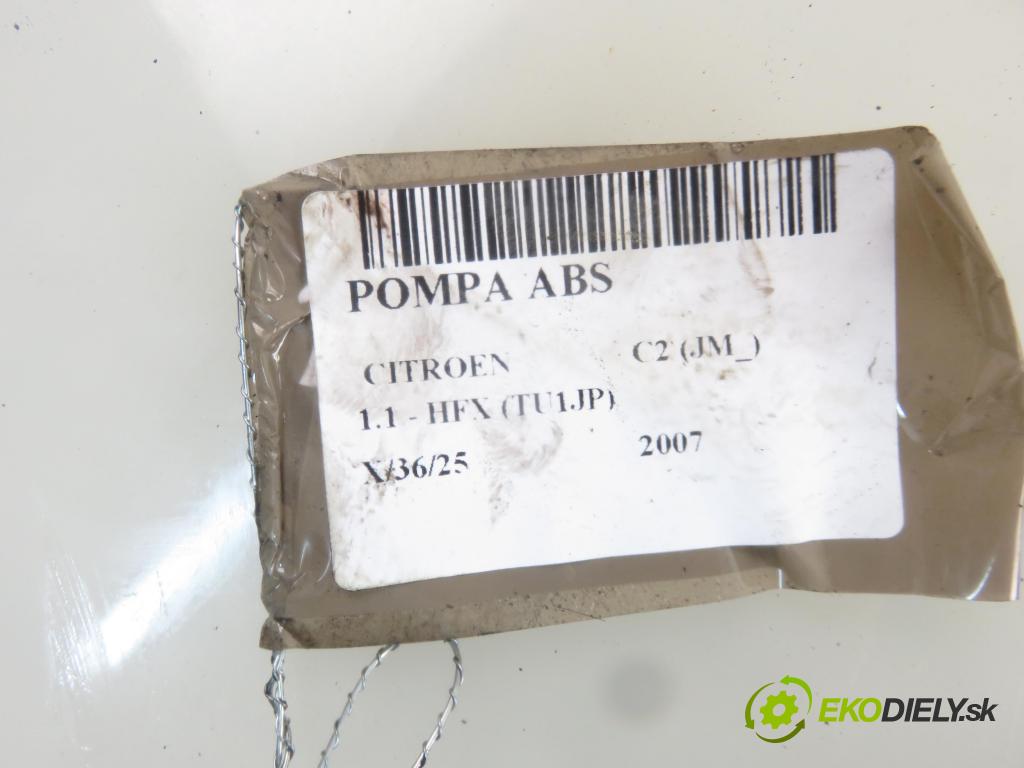 POMPA ABS
CITROEN C2 (JM_)
1.1 - HFX (TU1JP)
X/36/25 2007
EKODIELY.sk